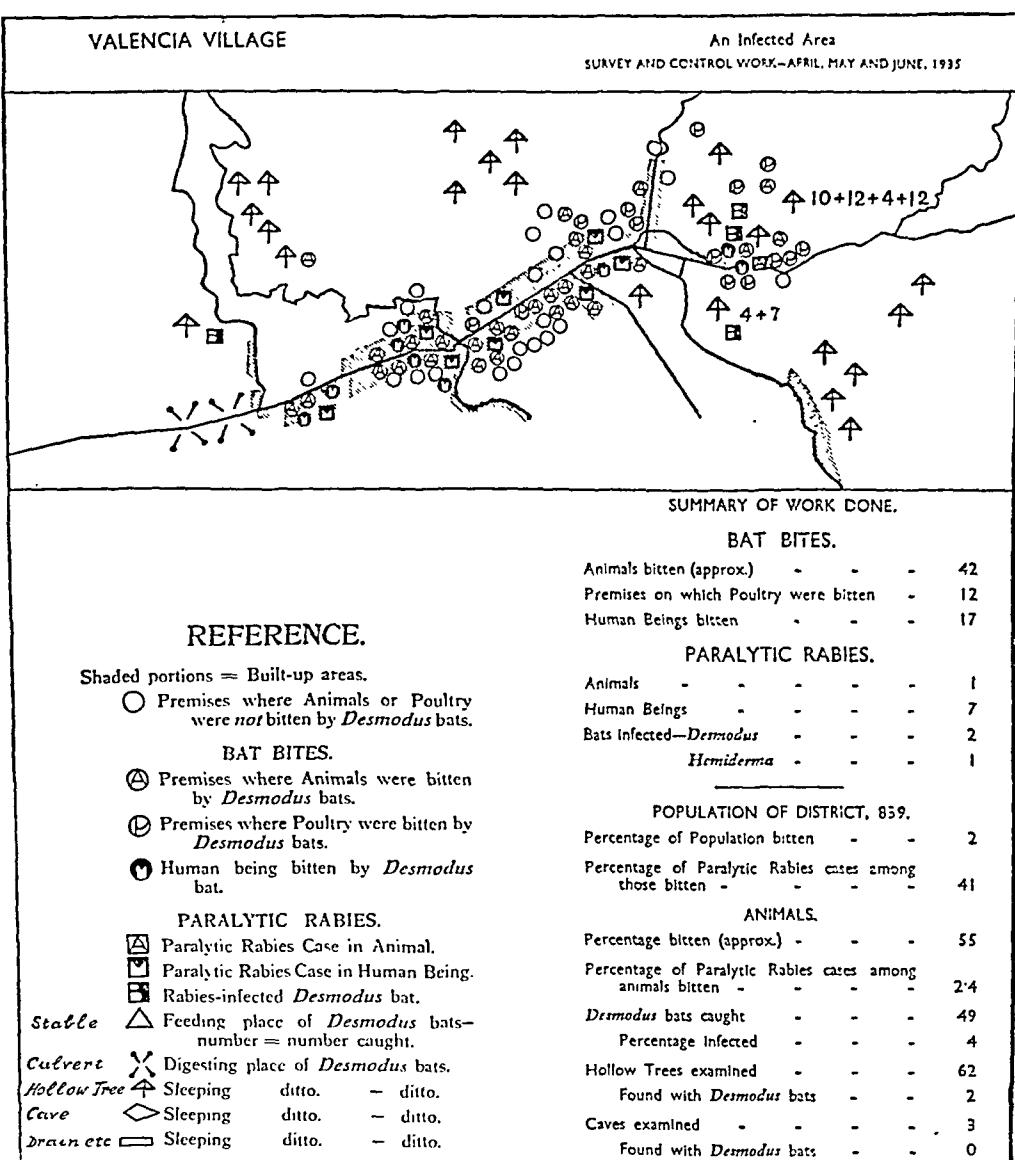 VALENCIA VILLAGE
An Infected Area
SURVEY AND CONTROL WORK—APRIL, MAY AND JUNE, 1935
10+12+4+12
4+7
REFERENCE.
Shaded portions = Built-up areas.
Premises where Animals or Poultry
were not bitten by Desmodus bats.
BAT BITES.
A Premises where Animals were bitten
by Desmodus bats.
P Premises where Poultry were bitten by
Desmodus bats.
Human being bitten by Desmodus
bat.
PARALYTIC RABIES.
A Paralytic Rabies Case in Animal.
Paralytic Rabies Case in Human Being.
B Rabies-infected Desmodus bat.
Stable Feeding place of Desmodus bats—
number = number caught.
Culvert Digesting place of Desmodus bats.
Hollow Tree Sleeping ditto. — ditto.
Cave Sleeping ditto. — ditto.
Drain etc Sleeping ditto. — ditto.
SUMMARY OF WORK DONE.
BAT BITES.
Animals bitten (approx.) - - - 42
Premises on which Poultry were bitten - 12
Human Beings bitten - - - 17
PARALYTIC RABIES.
Animals - - - - - 1
Human Beings - - - - 7
Bats Infected—Desmodus - - - 2
Hemiderma - - - 1
POPULATION OF DISTRICT, 839.
Percentage of Population bitten - - 2
Percentage of Paralytic Rabies cases among
those bitten - - - - 41
ANIMALS.
Percentage bitten (approx.) - - - 55
Percentage of Paralytic Rabies cases among
animals bitten - - - - 2·4
Desmodus bats caught - - - 49
Percentage Infected - - - 4
Hollow Trees examined - - - 62
Found with Desmodus bats - - 2
Caves examined - - - - 3
Found with Desmodus bats - - 0